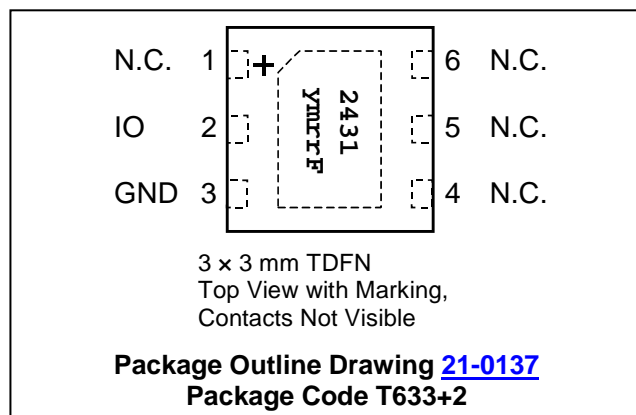 N.C. 1 + 6 N.C.
IO 2 5 N.C.
GND 3 4 N.C.
2431
ymrrF
3 × 3 mm TDFN
Top View with Marking,
Contacts Not Visible
Package Outline Drawing 21-0137
Package Code T633+2